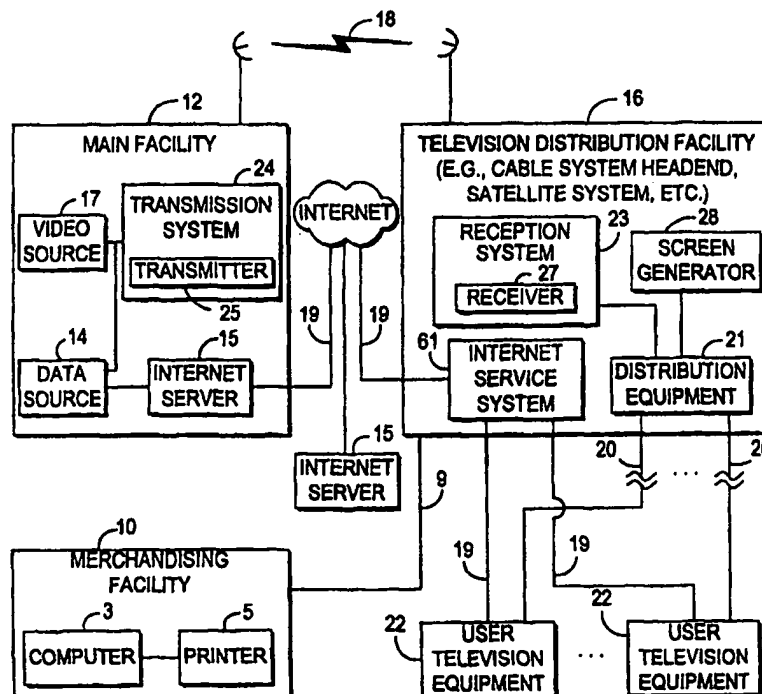 18
12
MAIN FACILITY
24
17
VIDEO
SOURCE
TRANSMISSION
SYSTEM
TRANSMITTER
25
14
DATA
SOURCE
15
INTERNET
SERVER
INTERNET
19
19
15
INTERNET
SERVER
16
TELEVISION DISTRIBUTION FACILITY
(E.G., CABLE SYSTEM HEADEND,
SATELLITE SYSTEM, ETC.)
23
RECEPTION
SYSTEM
27
RECEIVER
28
SCREEN
GENERATOR
61
INTERNET
SERVICE
SYSTEM
21
DISTRIBUTION
EQUIPMENT
20
...
20
9
10
MERCHANDISING
FACILITY
3
COMPUTER
5
PRINTER
19
19
22
USER
TELEVISION
EQUIPMENT
...
22
USER
TELEVISION
EQUIPMENT